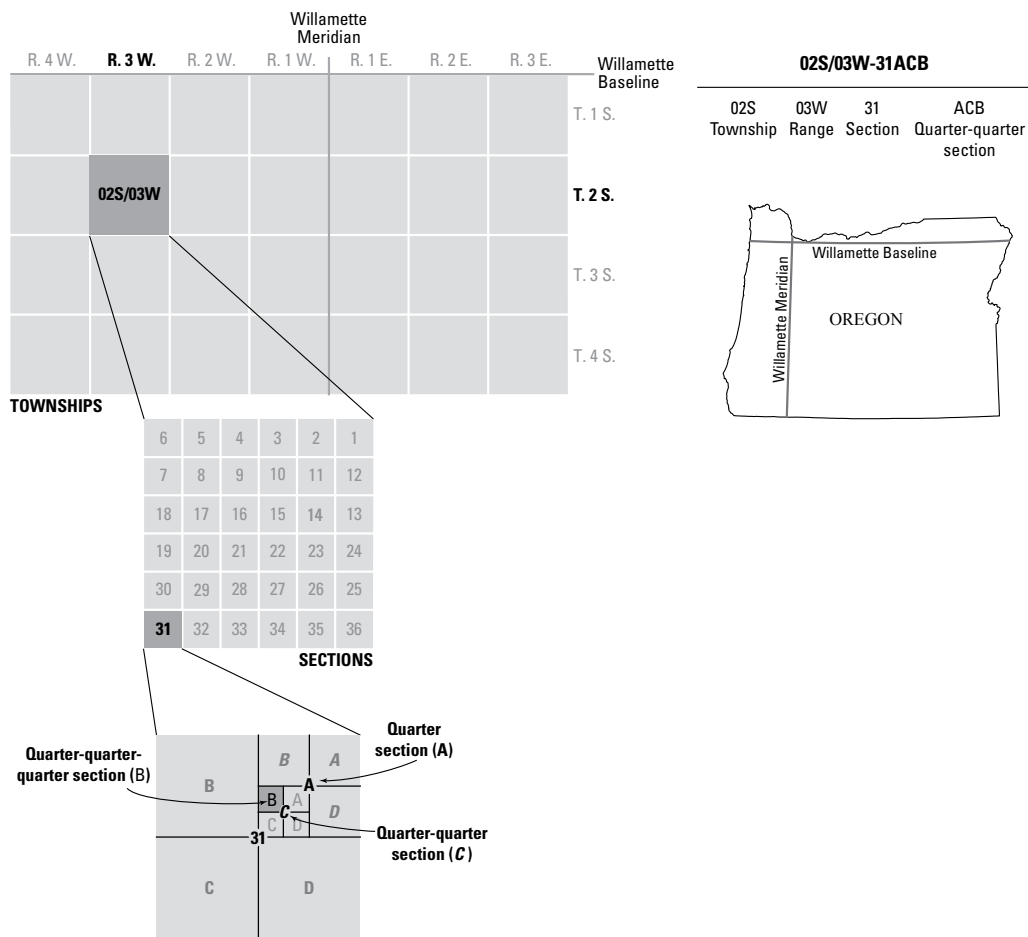 Willamette
Meridian
R. 4 W. R. 3 W. R. 2 W. R. 1 W. R. 1 E. R. 2 E. R. 3 E.
Willamette
Baseline
T. 1 S.
02S/03W
T. 2 S.
T. 3 S.
T. 4 S.
TOWNSHIPS
02S/03W-31ACB
02S 03W 31 ACB
Township Range Section Quarter-quarter
section
Willamette Baseline
Willamette Meridian
OREGON
6 5 4 3 2 1
7 8 9 10 11 12
18 17 16 15 14 13
19 20 21 22 23 24
30 29 28 27 26 25
31 32 33 34 35 36
SECTIONS
Quarter
section (A)
Quarter-quarter-
quarter section (B)
B
B A
A
B A
C
D
C D
31
Quarter-quarter
section (C)
C D